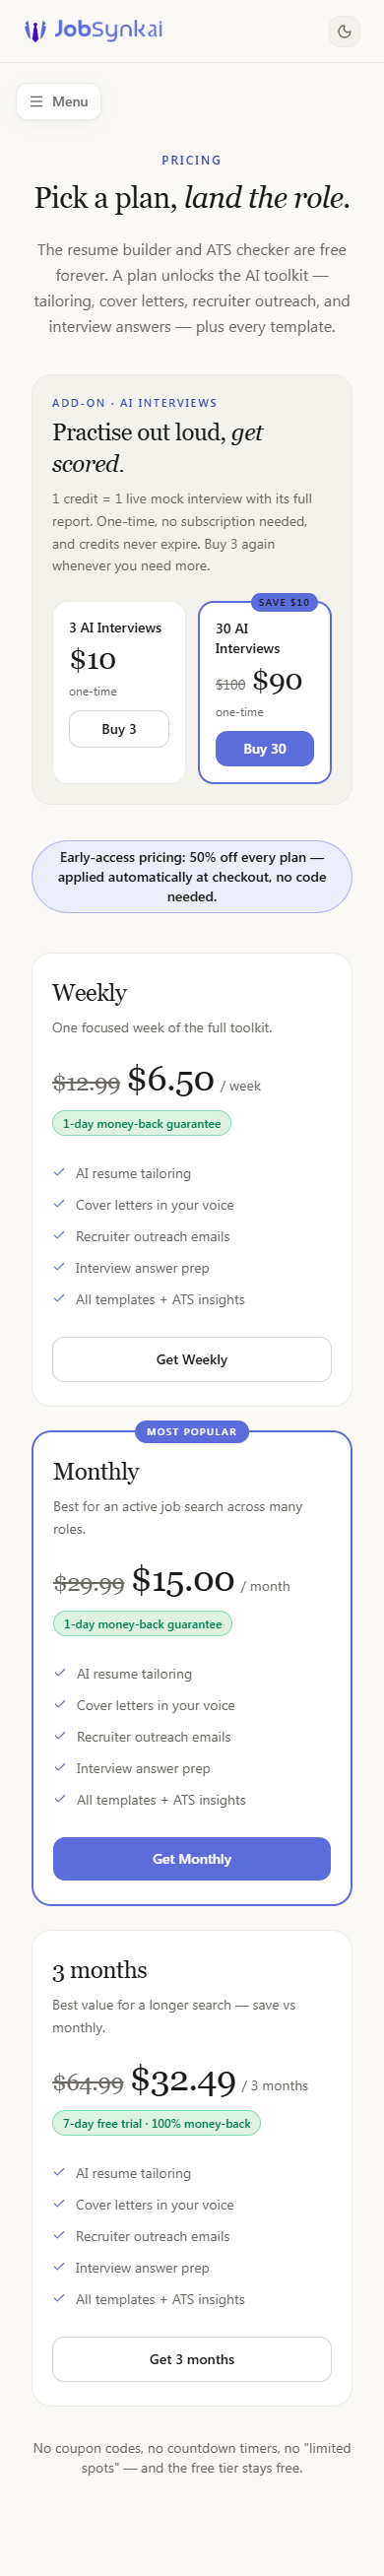 JobSynkai
Menu
PRICING
Pick a plan, land the role.
The resume builder and ATS checker are free
forever. A plan unlocks the AI toolkit —
tailoring, cover letters, recruiter outreach, and
interview answers — plus every template.
ADD-ON · AI INTERVIEWS
Practise out loud, get
scored.
1 credit = 1 live mock interview with its full
report. One-time, no subscription needed,
and credits never expire. Buy 3 again
whenever you need more.
3 AI Interviews
$10
one-time
Buy 3
SAVE $10
30 AI
Interviews
$100 $90
one-time
Buy 30
Early-access pricing: 50% off every plan —
applied automatically at checkout, no code
needed.
Weekly
One focused week of the full toolkit.
$12.99 $6.50 / week
1-day money-back guarantee
AI resume tailoring
Cover letters in your voice
Recruiter outreach emails
Interview answer prep
All templates + ATS insights
Get Weekly
MOST POPULAR
Monthly
Best for an active job search across many
roles.
$29.99 $15.00 / month
1-day money-back guarantee
AI resume tailoring
Cover letters in your voice
Recruiter outreach emails
Interview answer prep
All templates + ATS insights
Get Monthly
3 months
Best value for a longer search — save vs
monthly.
$64.99 $32.49 / 3 months
7-day free trial · 100% money-back
AI resume tailoring
Cover letters in your voice
Recruiter outreach emails
Interview answer prep
All templates + ATS insights
Get 3 months
No coupon codes, no countdown timers, no "limited
spots" — and the free tier stays free.